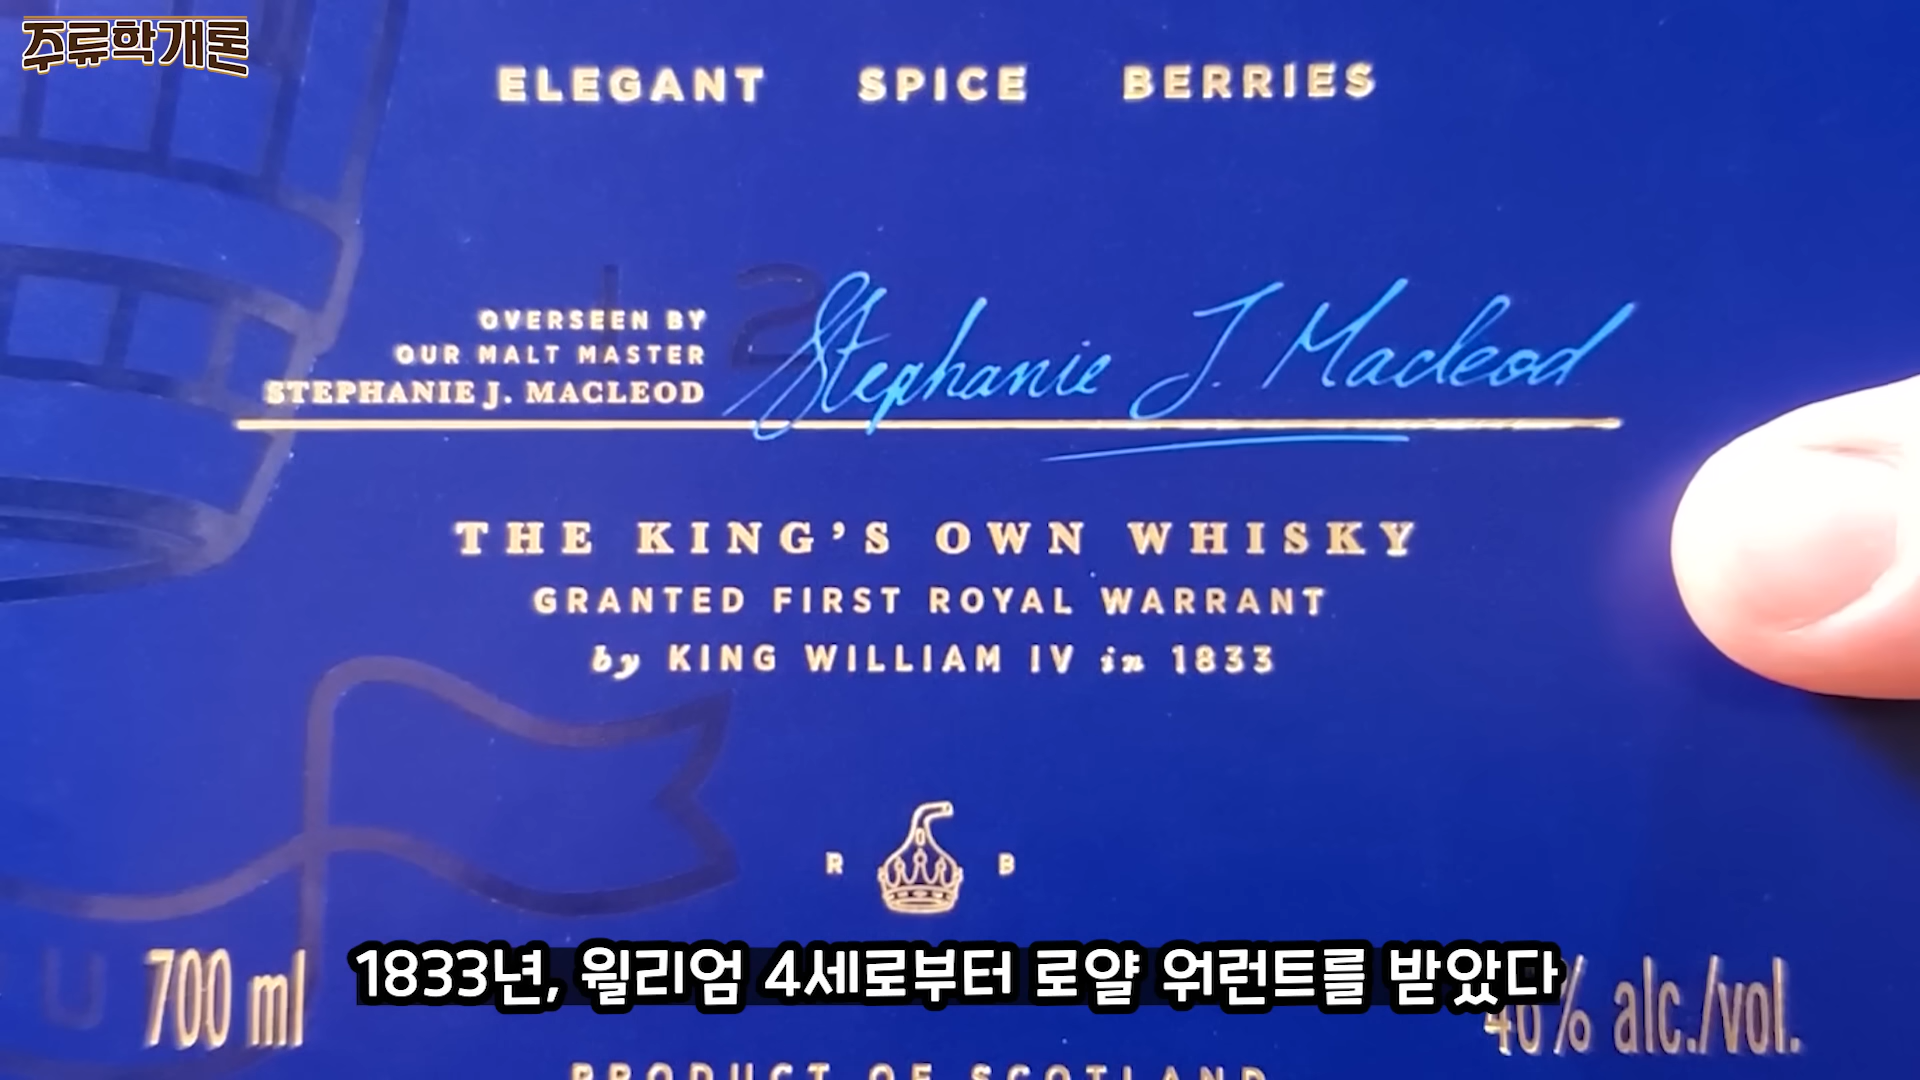 주류학개론
ELEGANT SPICE BERRIES
12
OVERSEEN BY
OUR MALT MASTER
STEPHANIE J. MACLEOD
Stephanie J. Macleod
THE KING'S OWN WHISKY
GRANTED FIRST ROYAL WARRANT
by KING WILLIAM IV in 1833
R B
700 ml
1833년, 윌리엄 4세로부터 로얄 워런트를 받았다
40% alc./vol.
PRODUCT OF SCOTLAND